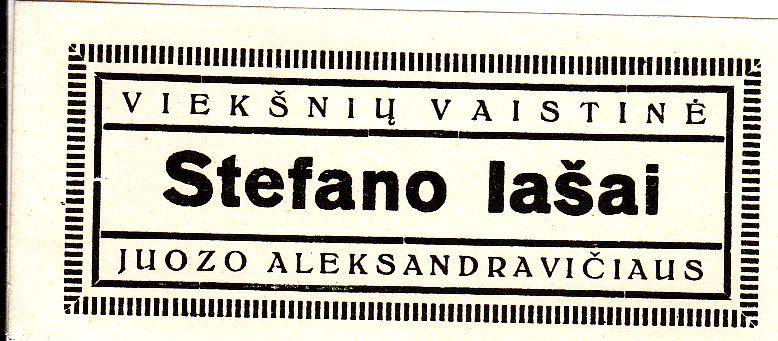 VIEKŠNIŲ VAISTINĖ
Stefano lašai
JUOZO ALEKSANDRAVIČIAUS